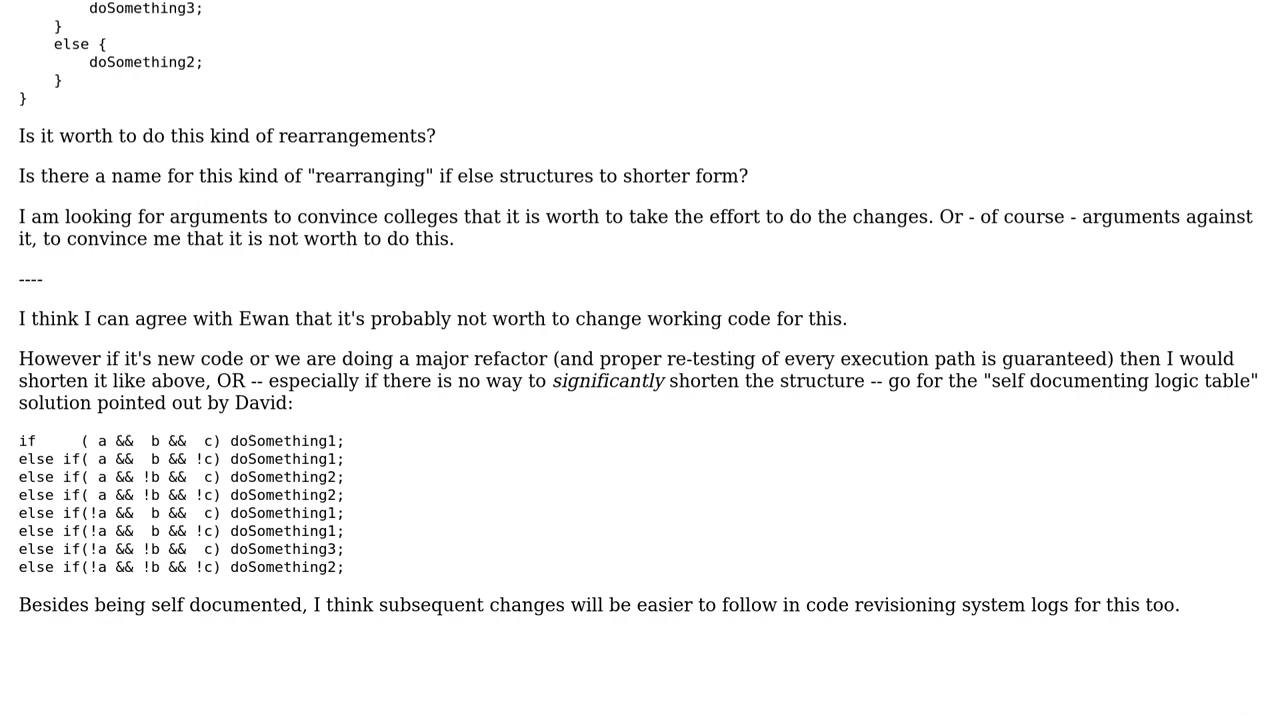 doSomething3;
    }
    else {
        doSomething2;
    }
}
Is it worth to do this kind of rearrangements?
Is there a name for this kind of "rearranging" if else structures to shorter form?
I am looking for arguments to convince colleges that it is worth to take the effort to do the changes. Or - of course - arguments against
it, to convince me that it is not worth to do this.
----
I think I can agree with Ewan that it's probably not worth to change working code for this.
However if it's new code or we are doing a major refactor (and proper re-testing of every execution path is guaranteed) then I would
shorten it like above, OR -- especially if there is no way to significantly shorten the structure -- go for the "self documenting logic table"
solution pointed out by David:
if     ( a &&  b &&  c) doSomething1;
else if( a &&  b && !c) doSomething1;
else if( a && !b &&  c) doSomething2;
else if( a && !b && !c) doSomething2;
else if(!a &&  b &&  c) doSomething1;
else if(!a &&  b && !c) doSomething1;
else if(!a && !b &&  c) doSomething3;
else if(!a && !b && !c) doSomething2;
Besides being self documented, I think subsequent changes will be easier to follow in code revisioning system logs for this too.